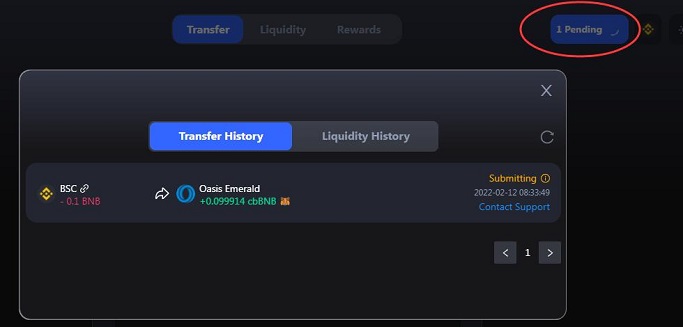 Transfer Liquidity Rewards
1 Pending
X
Transfer History Liquidity History
BSC
- 0.1 BNB
Oasis Emerald
+0.099914 cbBNB
Submitting
2022-02-12 08:33:49
Contact Support
< 1 >